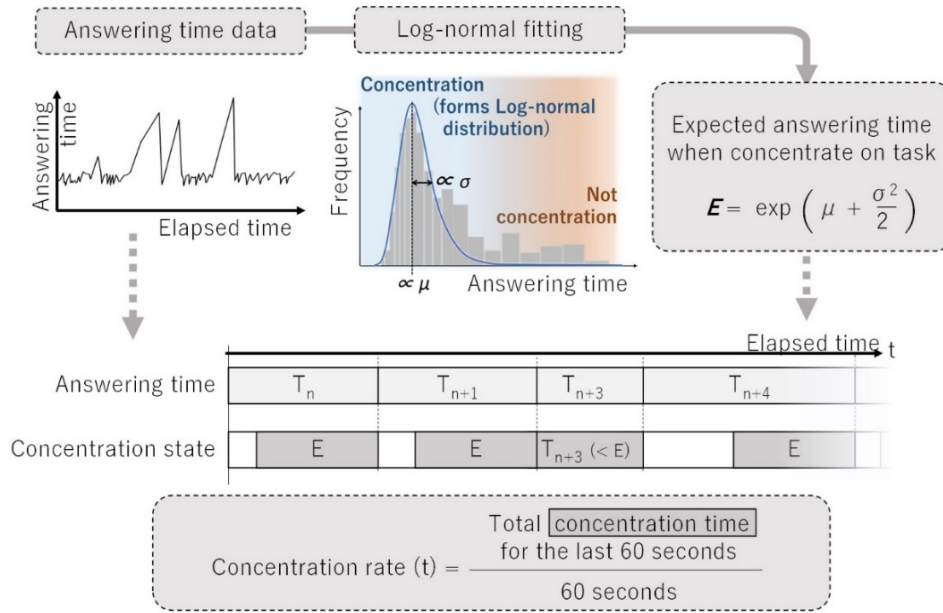 Answering time data
Log-normal fitting
Answering
time
Elapsed time
Concentration
(forms Log-normal
distribution)
Frequency
∝ σ
Not
concentration
∝ μ
Answering time
Expected answering time
when concentrate on task
E = exp ( μ + σ²/2 )
Elapsed time
t
Answering time
Tₙ
Tₙ₊₁
Tₙ₊₃
Tₙ₊₄
Concentration state
E
E
Tₙ₊₃ (< E)
E
Concentration rate (t) =
Total concentration time
for the last 60 seconds
60 seconds